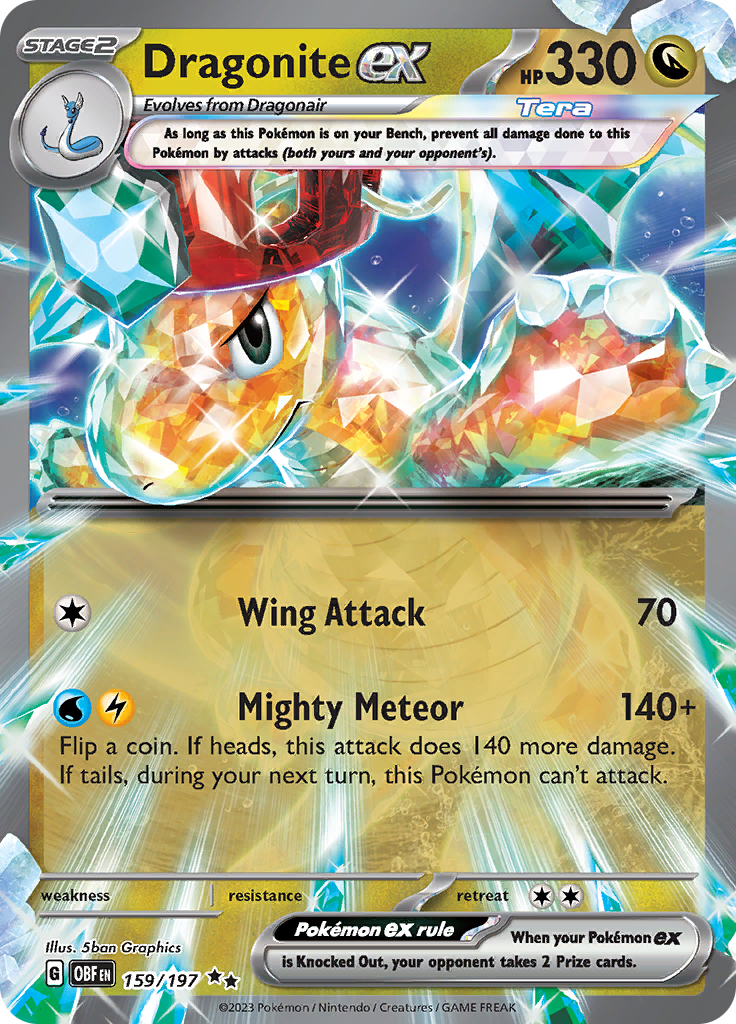 STAGE2
Dragonite ex
HP 330
Evolves from Dragonair
Tera
As long as this Pokémon is on your Bench, prevent all damage done to this
Pokémon by attacks (both yours and your opponent's).
Wing Attack 70
Mighty Meteor 140+
Flip a coin. If heads, this attack does 140 more damage.
If tails, during your next turn, this Pokémon can't attack.
weakness resistance retreat
Pokémon ex rule
When your Pokémon ex
is Knocked Out, your opponent takes 2 Prize cards.
Illus. 5ban Graphics
G OBF EN 159/197
©2023 Pokémon / Nintendo / Creatures / GAME FREAK